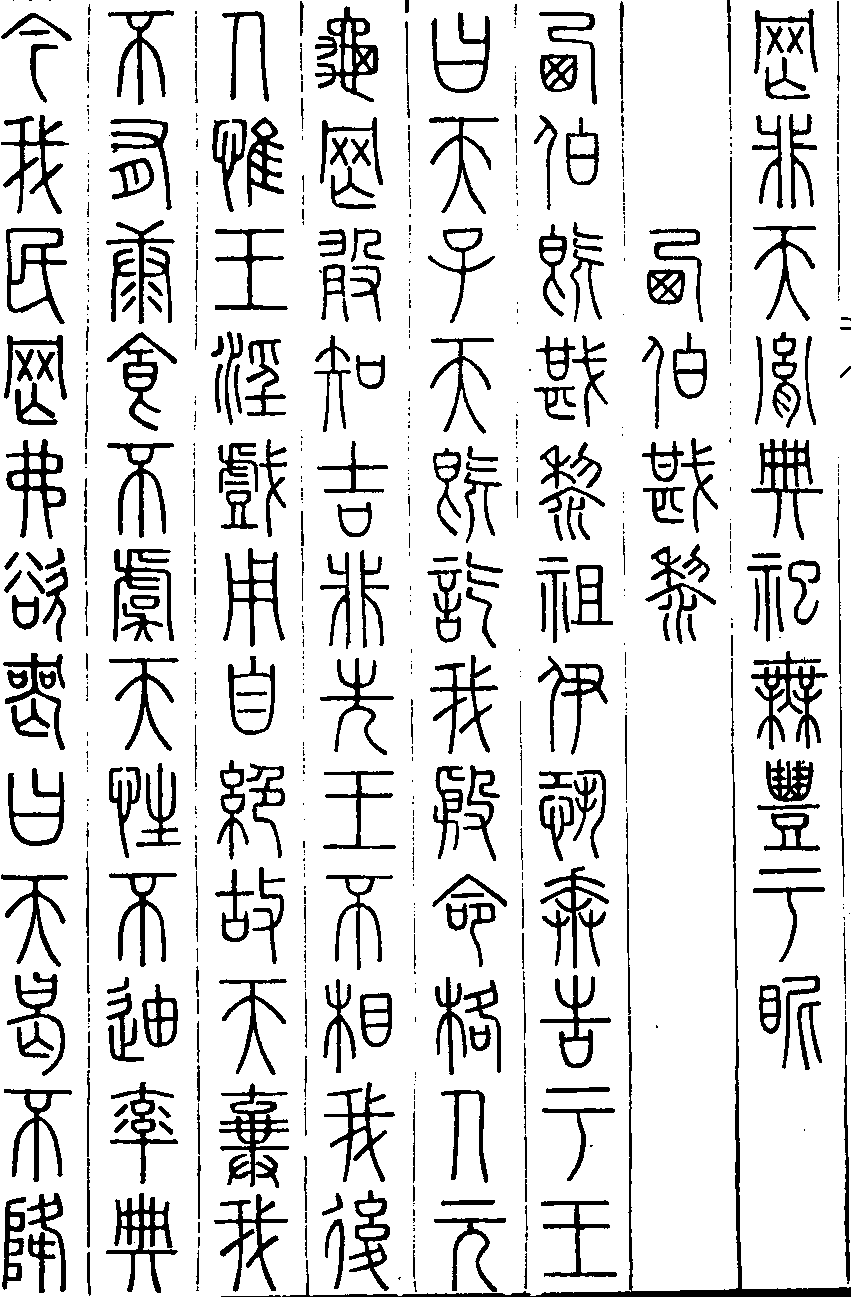 罔非天胤典祀無豐于昵
西伯戡黎
西伯既戡黎祖伊恐奔告于王
曰天子天既訖我殷命格人元
龜罔敢知吉非先王不相我後
人惟王淫戲用自絕故天棄我
不有康食不虞天性不迪率典
今我民罔弗欲喪曰天曷不降